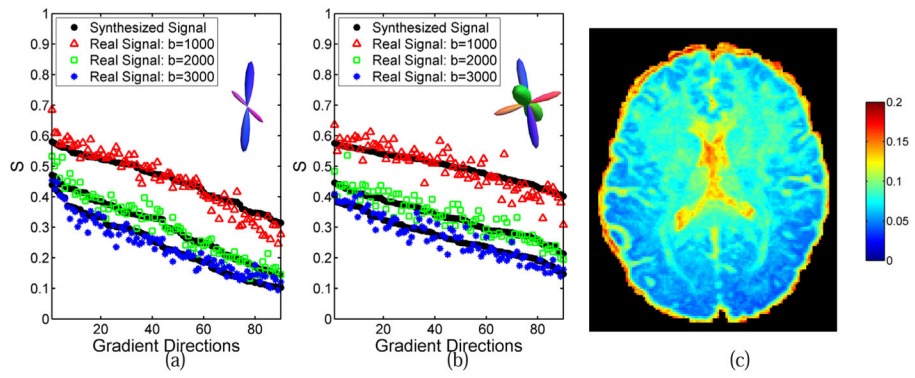 1
0.9
0.8
0.7
0.6
0.5
0.4
0.3
0.2
0.1
0
S
Synthesized Signal
Real Signal: b=1000
Real Signal: b=2000
Real Signal: b=3000
20 40 60 80
Gradient Directions
(a)
1
0.9
0.8
0.7
0.6
0.5
0.4
0.3
0.2
0.1
0
Synthesized Signal
Real Signal: b=1000
Real Signal: b=2000
Real Signal: b=3000
20 40 60 80
Gradient Directions
(b)
0.2
0.15
0.1
0.05
0
(c)